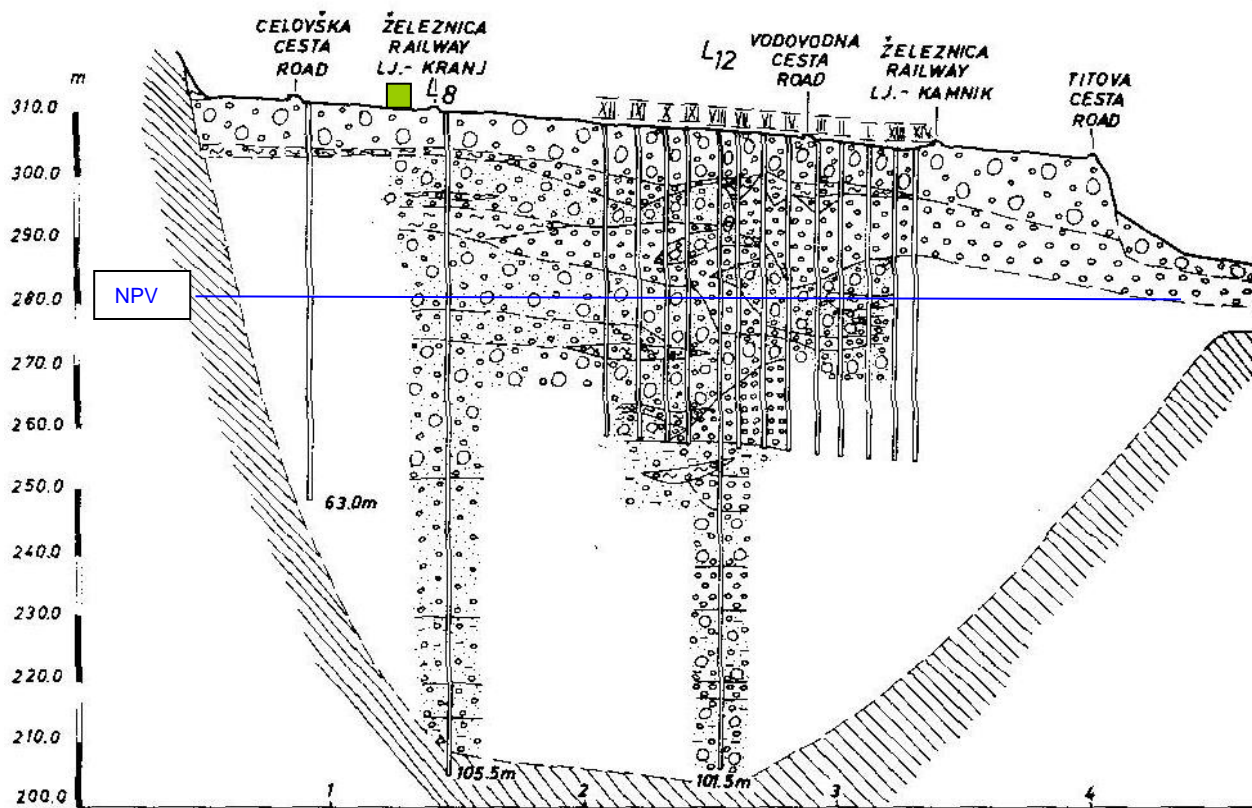 CELOVŠKA
CESTA
ROAD
ŽELEZNICA
RAILWAY
LJ.- KRANJ
L8
L12
VODOVODNA
CESTA
ROAD
ŽELEZNICA
RAILWAY
LJ.- KAMNIK
TITOVA
CESTA
ROAD
m
XII XI X IX VIII VII VI V III II I XIII XIV
310.0
300.0
290.0
280.0
270.0
260.0
250.0
240.0
230.0
220.0
210.0
200.0
NPV
63.0m
105.5m
101.5m
1 2 3 4